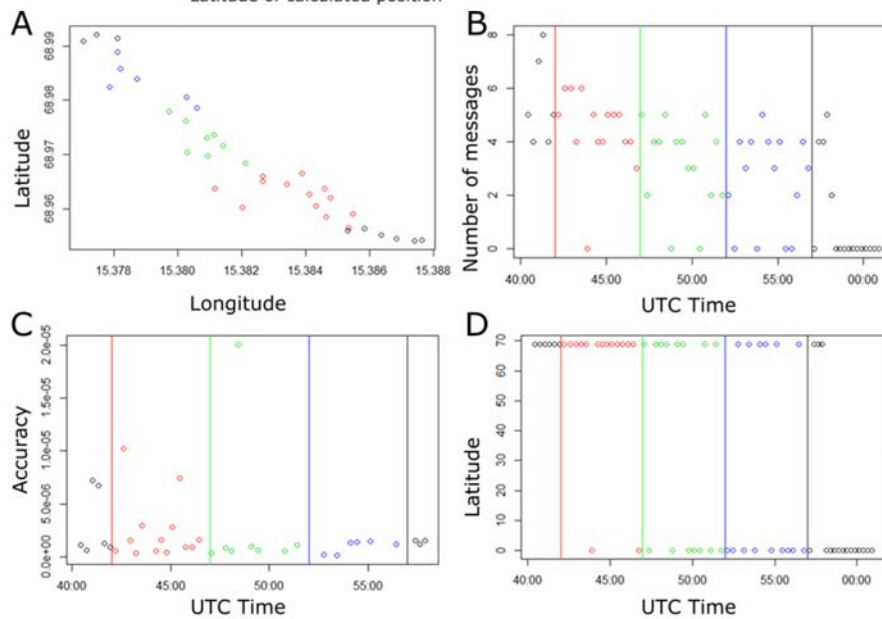 Latitude of calculated position
A
68.99
68.98
68.97
68.96
Latitude
15.378
15.380
15.382
15.384
15.386
15.388
Longitude
B
8
6
4
2
0
Number of messages
40:00
45:00
50:00
55:00
00:00
UTC Time
C
2.0e-05
1.5e-05
1.0e-05
5.0e-06
0.0e+00
Accuracy
40:00
45:00
50:00
55:00
UTC Time
D
70
60
50
40
30
20
10
0
Latitude
40:00
45:00
50:00
55:00
00:00
UTC Time